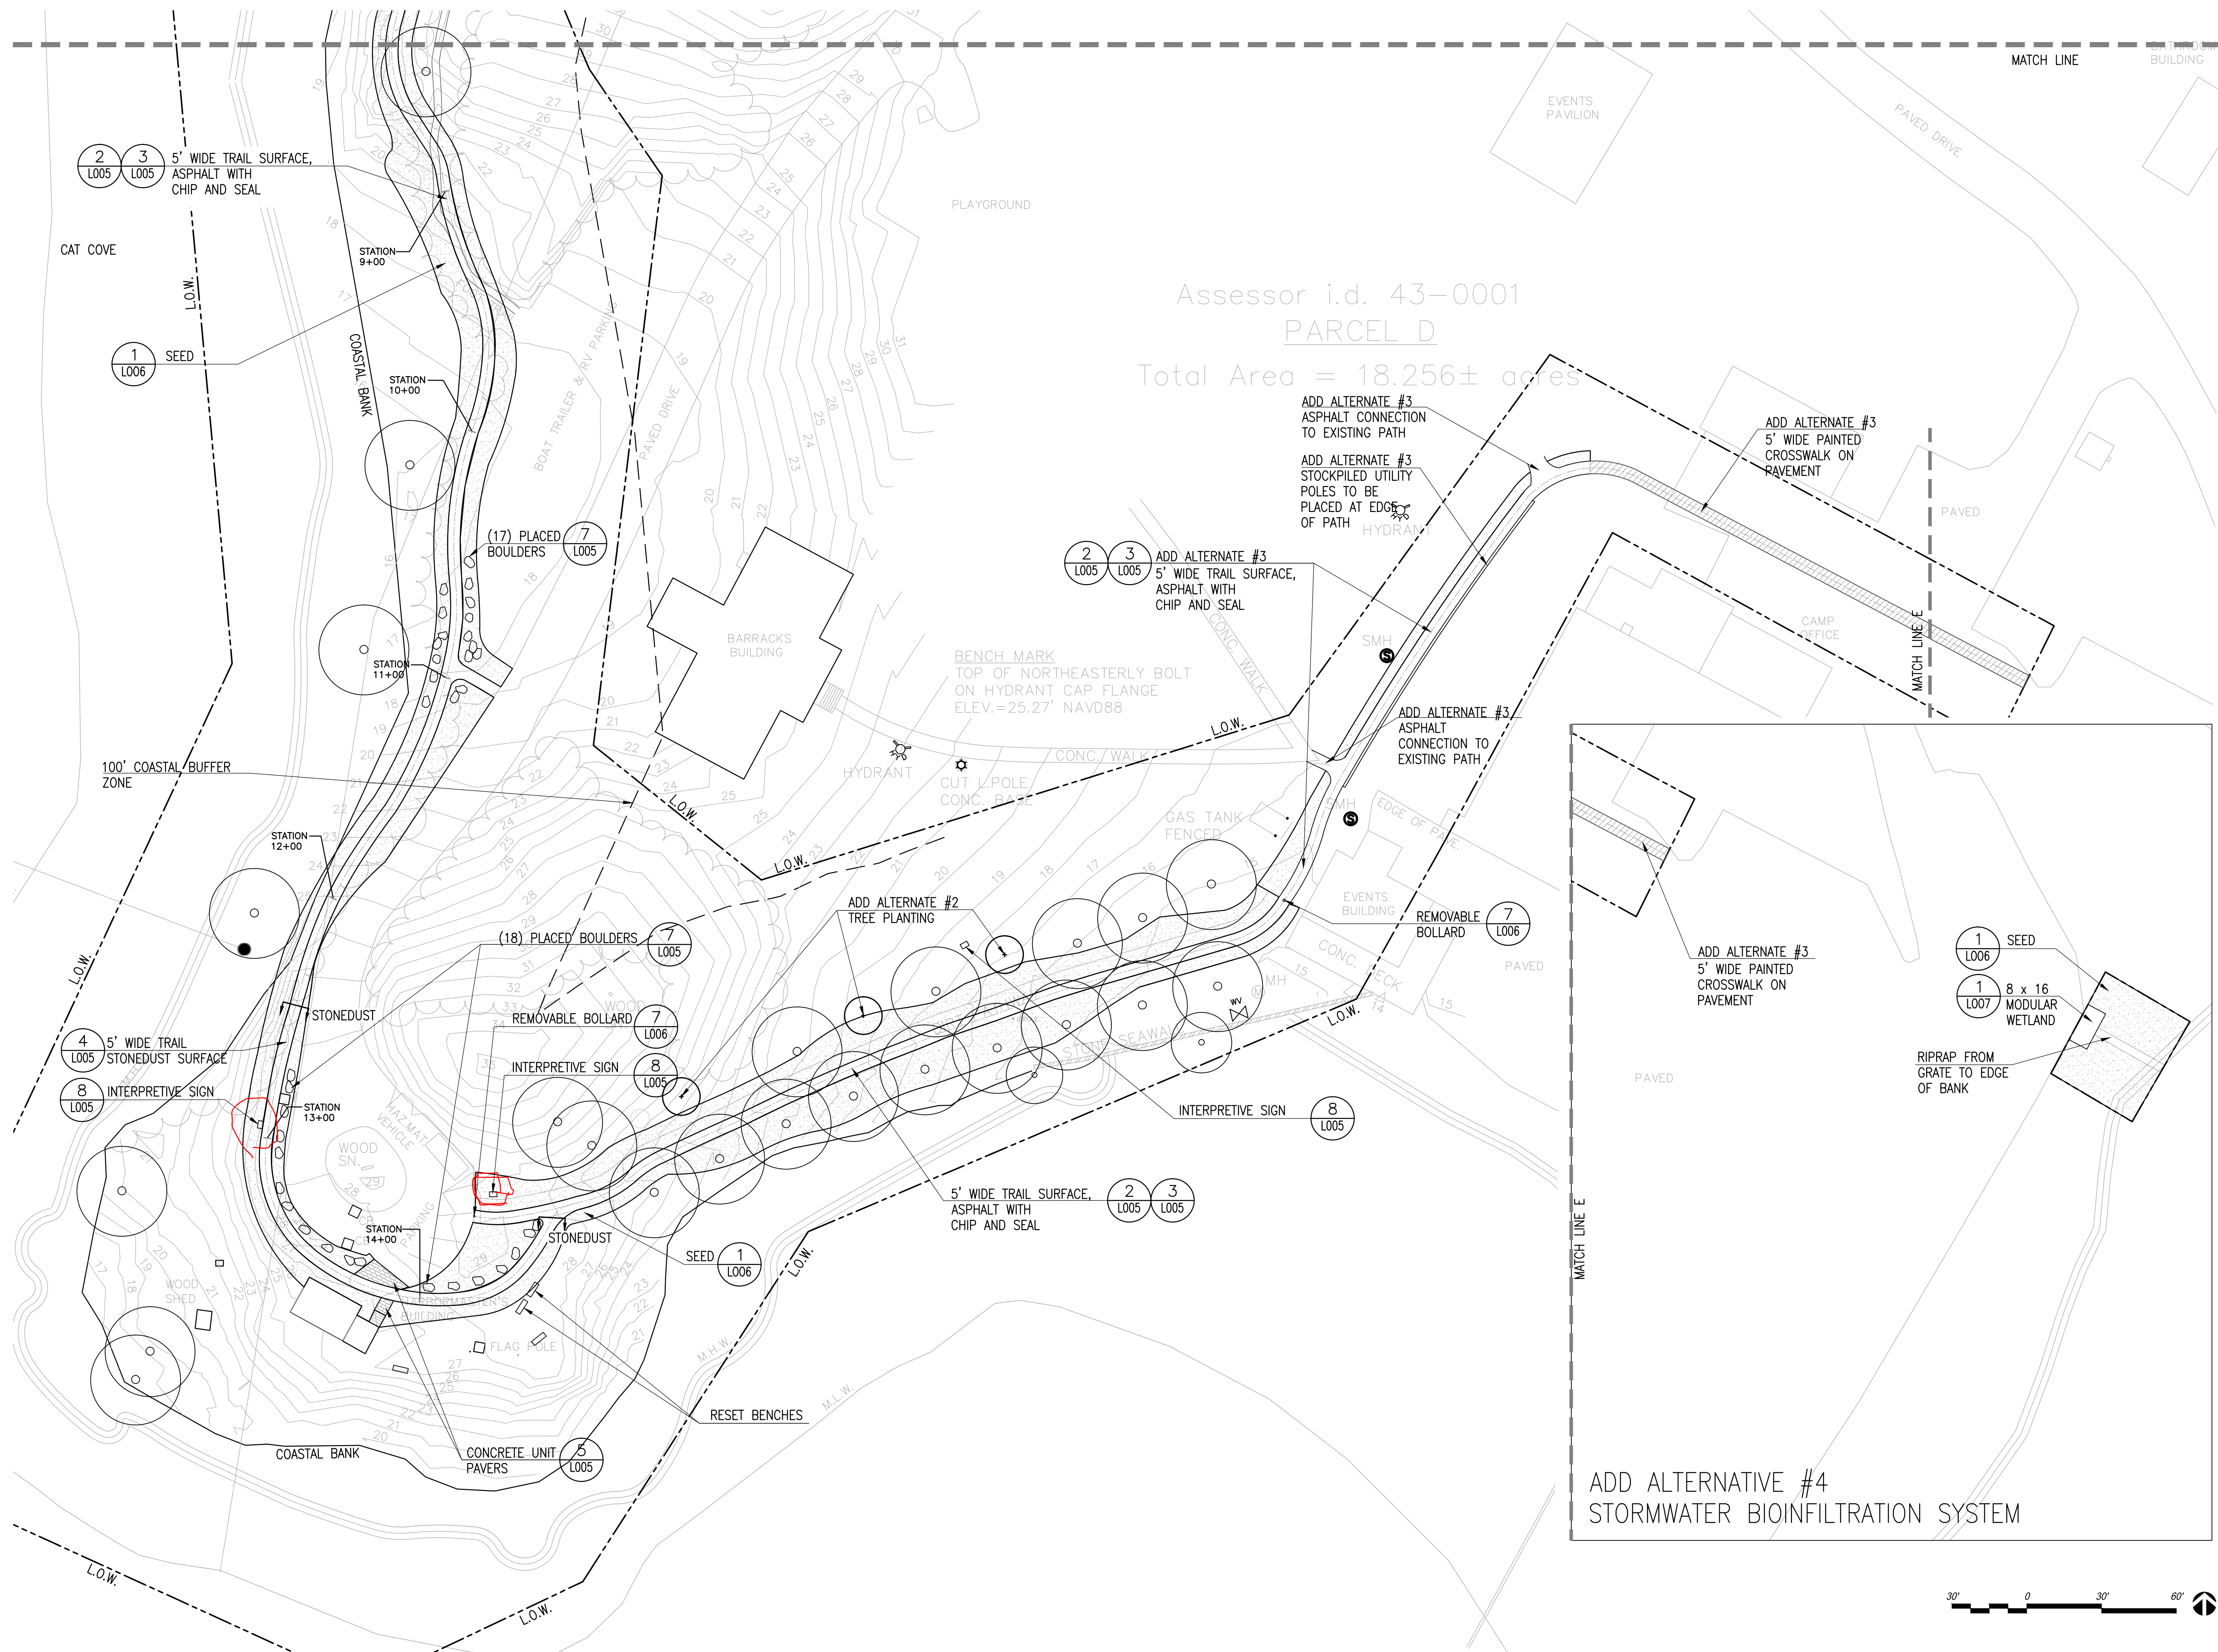 MATCH LINE
BATHROOM
BUILDING
EVENTS
PAVILION
PAVED DRIVE
PLAYGROUND
2
L005
3
L005
5' WIDE TRAIL SURFACE,
ASPHALT WITH
CHIP AND SEAL
CAT COVE
L.O.W.
STATION
9+00
1
L006
SEED
COASTAL BANK
STATION
10+00
BOAT TRAILER & RV PARKING
PAVED DRIVE
Assessor i.d. 43-0001
PARCEL D
Total Area = 18.256± acres
ADD ALTERNATE #3
ASPHALT CONNECTION
TO EXISTING PATH
ADD ALTERNATE #3
STOCKPILED UTILITY
POLES TO BE
PLACED AT EDGE
OF PATH
HYDRANT
ADD ALTERNATE #3
5' WIDE PAINTED
CROSSWALK ON
PAVEMENT
PAVED
(17) PLACED
BOULDERS
7
L005
2
L005
3
L005
ADD ALTERNATE #3
5' WIDE TRAIL SURFACE,
ASPHALT WITH
CHIP AND SEAL
CONC. WALK
SMH
CAMP
OFFICE
MATCH LINE E
STATION
11+00
BARRACKS
BUILDING
BENCH MARK
TOP OF NORTHEASTERLY BOLT
ON HYDRANT CAP FLANGE
ELEV.=25.27' NAVD88
L.O.W.
ADD ALTERNATE #3
ASPHALT
CONNECTION TO
EXISTING PATH
CONC. WALK
HYDRANT
CUT L.POLE
CONC. BASE
100' COASTAL BUFFER
ZONE
L.O.W.
L.O.W.
GAS TANK
FENCED
SMH
EDGE OF PAVE.
STATION
12+00
ADD ALTERNATE #2
TREE PLANTING
EVENTS
BUILDING
REMOVABLE
BOLLARD
7
L006
(18) PLACED BOULDERS
7
L005
CONC. DECK
PAVED
MH
WV
L.O.W.
L.O.W.
STONE SEAWALL
STONEDUST
WOOD
REMOVABLE BOLLARD
7
L006
4
L005
5' WIDE TRAIL
STONEDUST SURFACE
INTERPRETIVE SIGN
8
L005
8
L005
INTERPRETIVE SIGN
STATION
13+00
HAZ.MAT.
VEHICLE
WOOD
SN.
INTERPRETIVE SIGN
8
L005
5' WIDE TRAIL SURFACE,
ASPHALT WITH
CHIP AND SEAL
2
L005
3
L005
STATION
14+00
PARKING
STONEDUST
SEED
1
L006
L.O.W.
WOOD
SHED
HARBORMASTER'S
BUILDING
FLAG POLE
M.H.W.
M.L.W.
RESET BENCHES
COASTAL BANK
CONCRETE UNIT
PAVERS
5
L005
L.O.W.
L.O.W.
ADD ALTERNATE #3
5' WIDE PAINTED
CROSSWALK ON
PAVEMENT
PAVED
1
L006
SEED
1
L007
8 x 16
MODULAR
WETLAND
RIPRAP FROM
GRATE TO EDGE
OF BANK
MATCH LINE E
ADD ALTERNATIVE #4
STORMWATER BIOINFILTRATION SYSTEM
30' 0 30' 60'